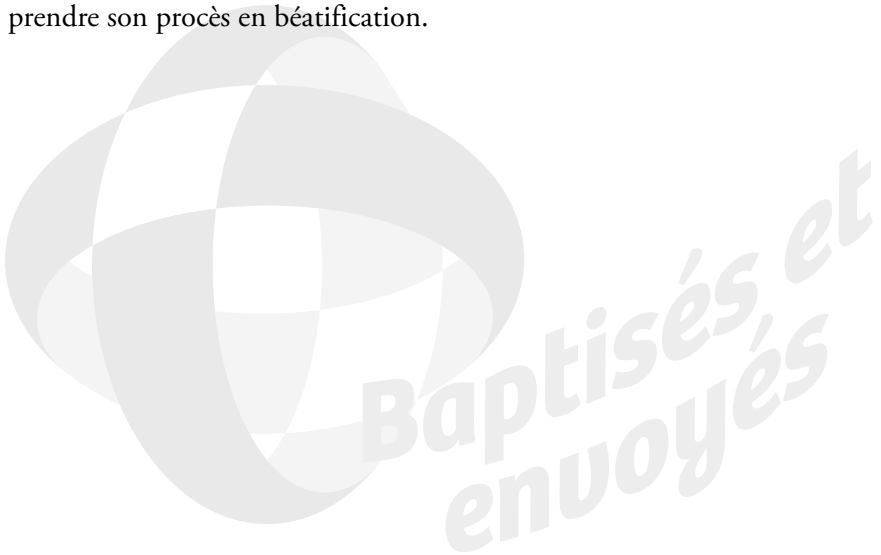 prendre son procès en béatification.
Baptisés et
envoyés